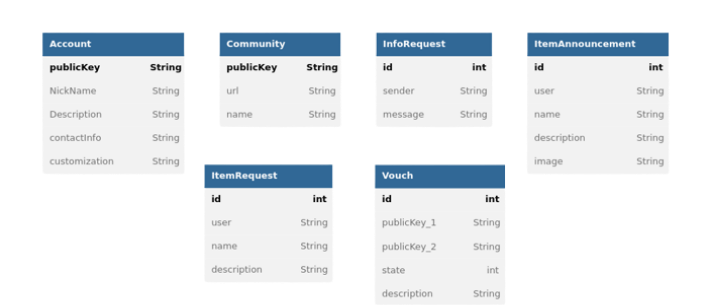 Account
publicKey String
NickName String
Description String
contactInfo String
customization String
Community
publicKey String
url String
name String
InfoRequest
id int
sender String
message String
ItemAnnouncement
id int
user String
name String
description String
image String
ItemRequest
id int
user String
name String
description String
Vouch
id int
publicKey_1 String
publicKey_2 String
state int
description String